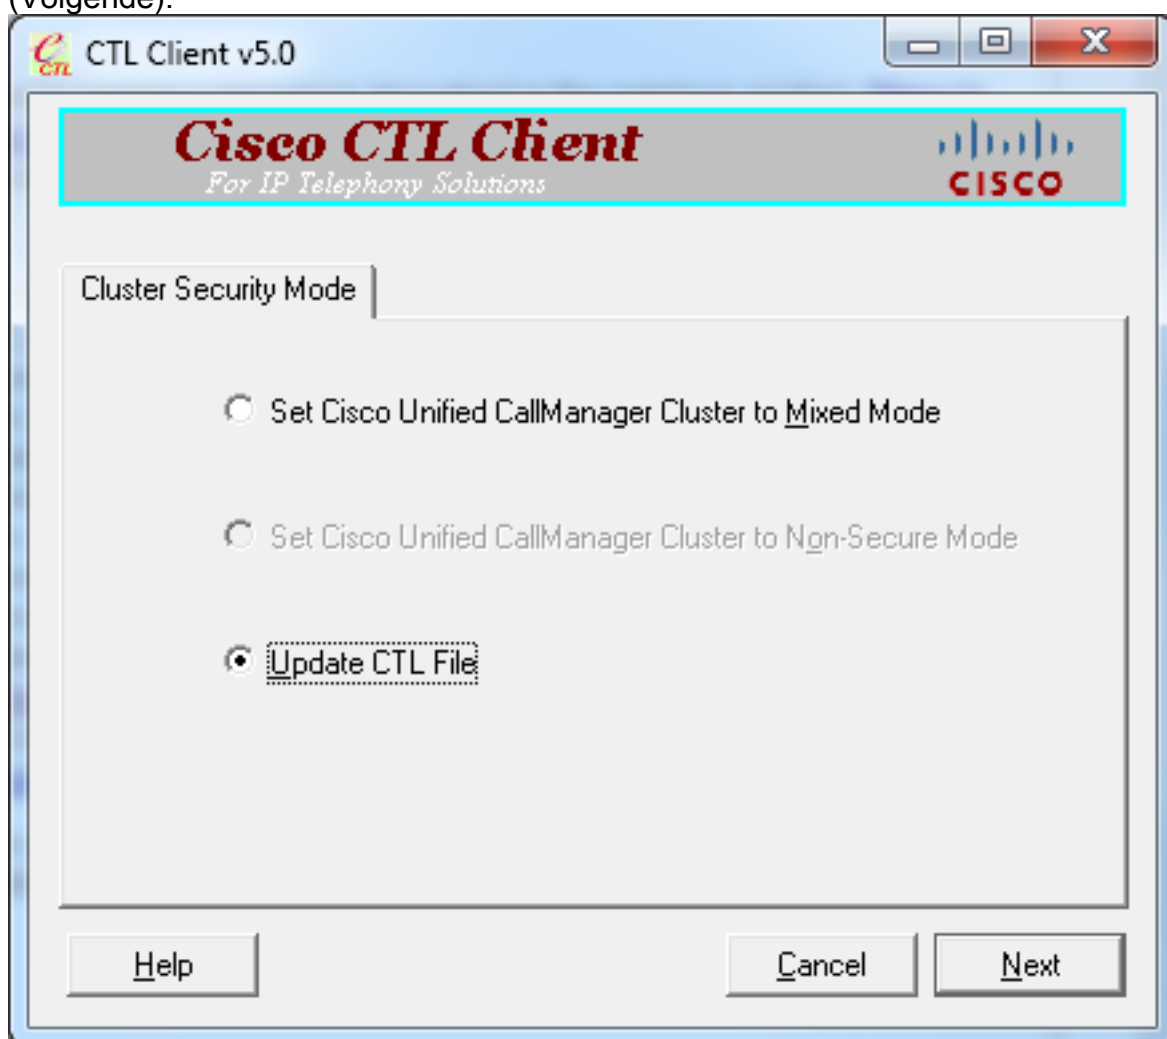 (Volgende).
CTL Client v5.0
Cisco CTL Client
For IP Telephony Solutions
CISCO
Cluster Security Mode
Set Cisco Unified CallManager Cluster to Mixed Mode
Set Cisco Unified CallManager Cluster to Non-Secure Mode
Update CTL File
Help
Cancel
Next